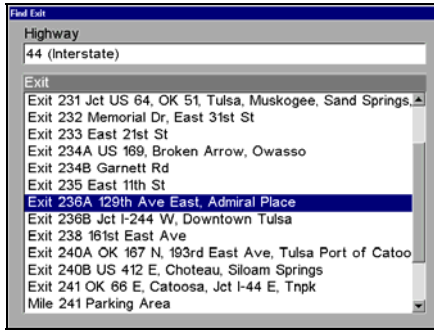 Find Exit
Highway
44 (Interstate)
Exit
Exit 231 Jct US 64, OK 51, Tulsa, Muskogee, Sand Springs,
Exit 232 Memorial Dr, East 31st St
Exit 233 East 21st St
Exit 234A US 169, Broken Arrow, Owasso
Exit 234B Garnett Rd
Exit 235 East 11th St
Exit 236A 129th Ave East, Admiral Place
Exit 236B Jct I-244 W, Downtown Tulsa
Exit 238 161st East Ave
Exit 240A OK 167 N, 193rd East Ave, Tulsa Port of Catoo
Exit 240B US 412 E, Choteau, Siloam Springs
Exit 241 OK 66 E, Catoosa, Jct I-44 E, Tnpk
Mile 241 Parking Area